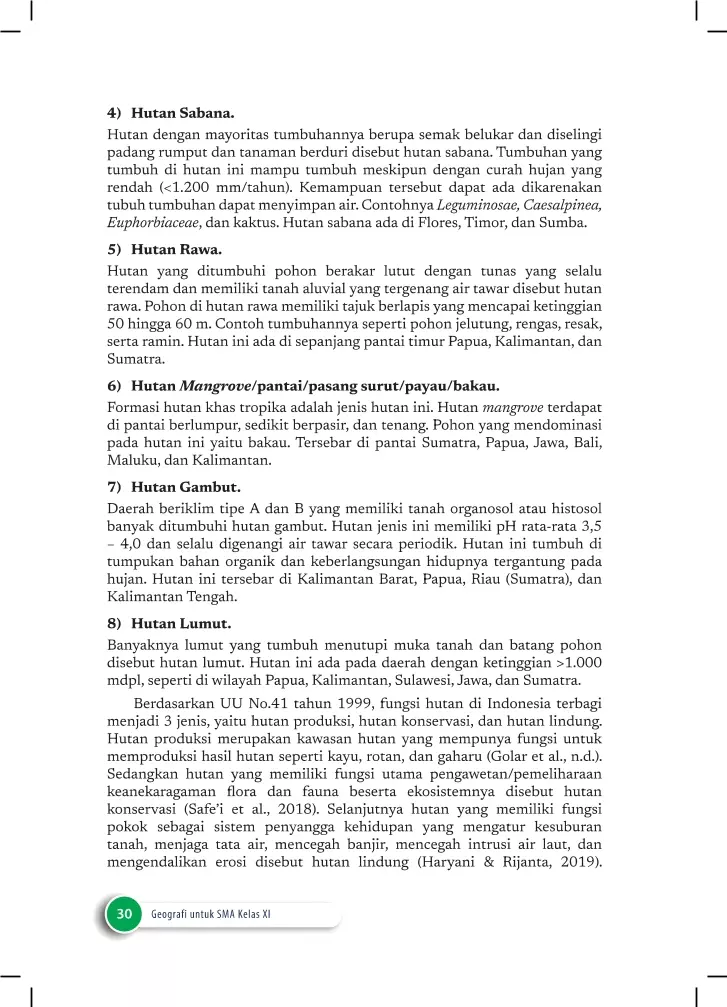 4) Hutan Sabana.
Hutan dengan mayoritas tumbuhannya berupa semak belukar dan diselingi
padang rumput dan tanaman berduri disebut hutan sabana. Tumbuhan yang
tumbuh di hutan ini mampu tumbuh meskipun dengan curah hujan yang
rendah (<1.200 mm/tahun). Kemampuan tersebut dapat ada dikarenakan
tubuh tumbuhan dapat menyimpan air. Contohnya Leguminosae, Caesalpinea,
Euphorbiaceae, dan kaktus. Hutan sabana ada di Flores, Timor, dan Sumba.
5) Hutan Rawa.
Hutan yang ditumbuhi pohon berakar lutut dengan tunas yang selalu
terendam dan memiliki tanah aluvial yang tergenang air tawar disebut hutan
rawa. Pohon di hutan rawa memiliki tajuk berlapis yang mencapai ketinggian
50 hingga 60 m. Contoh tumbuhannya seperti pohon jelutung, rengas, resak,
serta ramin. Hutan ini ada di sepanjang pantai timur Papua, Kalimantan, dan
Sumatra.
6) Hutan Mangrove/pantai/pasang surut/payau/bakau.
Formasi hutan khas tropika adalah jenis hutan ini. Hutan mangrove terdapat
di pantai berlumpur, sedikit berpasir, dan tenang. Pohon yang mendominasi
pada hutan ini yaitu bakau. Tersebar di pantai Sumatra, Papua, Jawa, Bali,
Maluku, dan Kalimantan.
7) Hutan Gambut.
Daerah beriklim tipe A dan B yang memiliki tanah organosol atau histosol
banyak ditumbuhi hutan gambut. Hutan jenis ini memiliki pH rata-rata 3,5
– 4,0 dan selalu digenangi air tawar secara periodik. Hutan ini tumbuh di
tumpukan bahan organik dan keberlangsungan hidupnya tergantung pada
hujan. Hutan ini tersebar di Kalimantan Barat, Papua, Riau (Sumatra), dan
Kalimantan Tengah.
8) Hutan Lumut.
Banyaknya lumut yang tumbuh menutupi muka tanah dan batang pohon
disebut hutan lumut. Hutan ini ada pada daerah dengan ketinggian >1.000
mdpl, seperti di wilayah Papua, Kalimantan, Sulawesi, Jawa, dan Sumatra.
Berdasarkan UU No.41 tahun 1999, fungsi hutan di Indonesia terbagi
menjadi 3 jenis, yaitu hutan produksi, hutan konservasi, dan hutan lindung.
Hutan produksi merupakan kawasan hutan yang mempunya fungsi untuk
memproduksi hasil hutan seperti kayu, rotan, dan gaharu (Golar et al., n.d.).
Sedangkan hutan yang memiliki fungsi utama pengawetan/pemeliharaan
keanekaragaman flora dan fauna beserta ekosistemnya disebut hutan
konservasi (Safe’i et al., 2018). Selanjutnya hutan yang memiliki fungsi
pokok sebagai sistem penyangga kehidupan yang mengatur kesuburan
tanah, menjaga tata air, mencegah banjir, mencegah intrusi air laut, dan
mengendalikan erosi disebut hutan lindung (Haryani & Rijanta, 2019).
30 Geografi untuk SMA Kelas XI